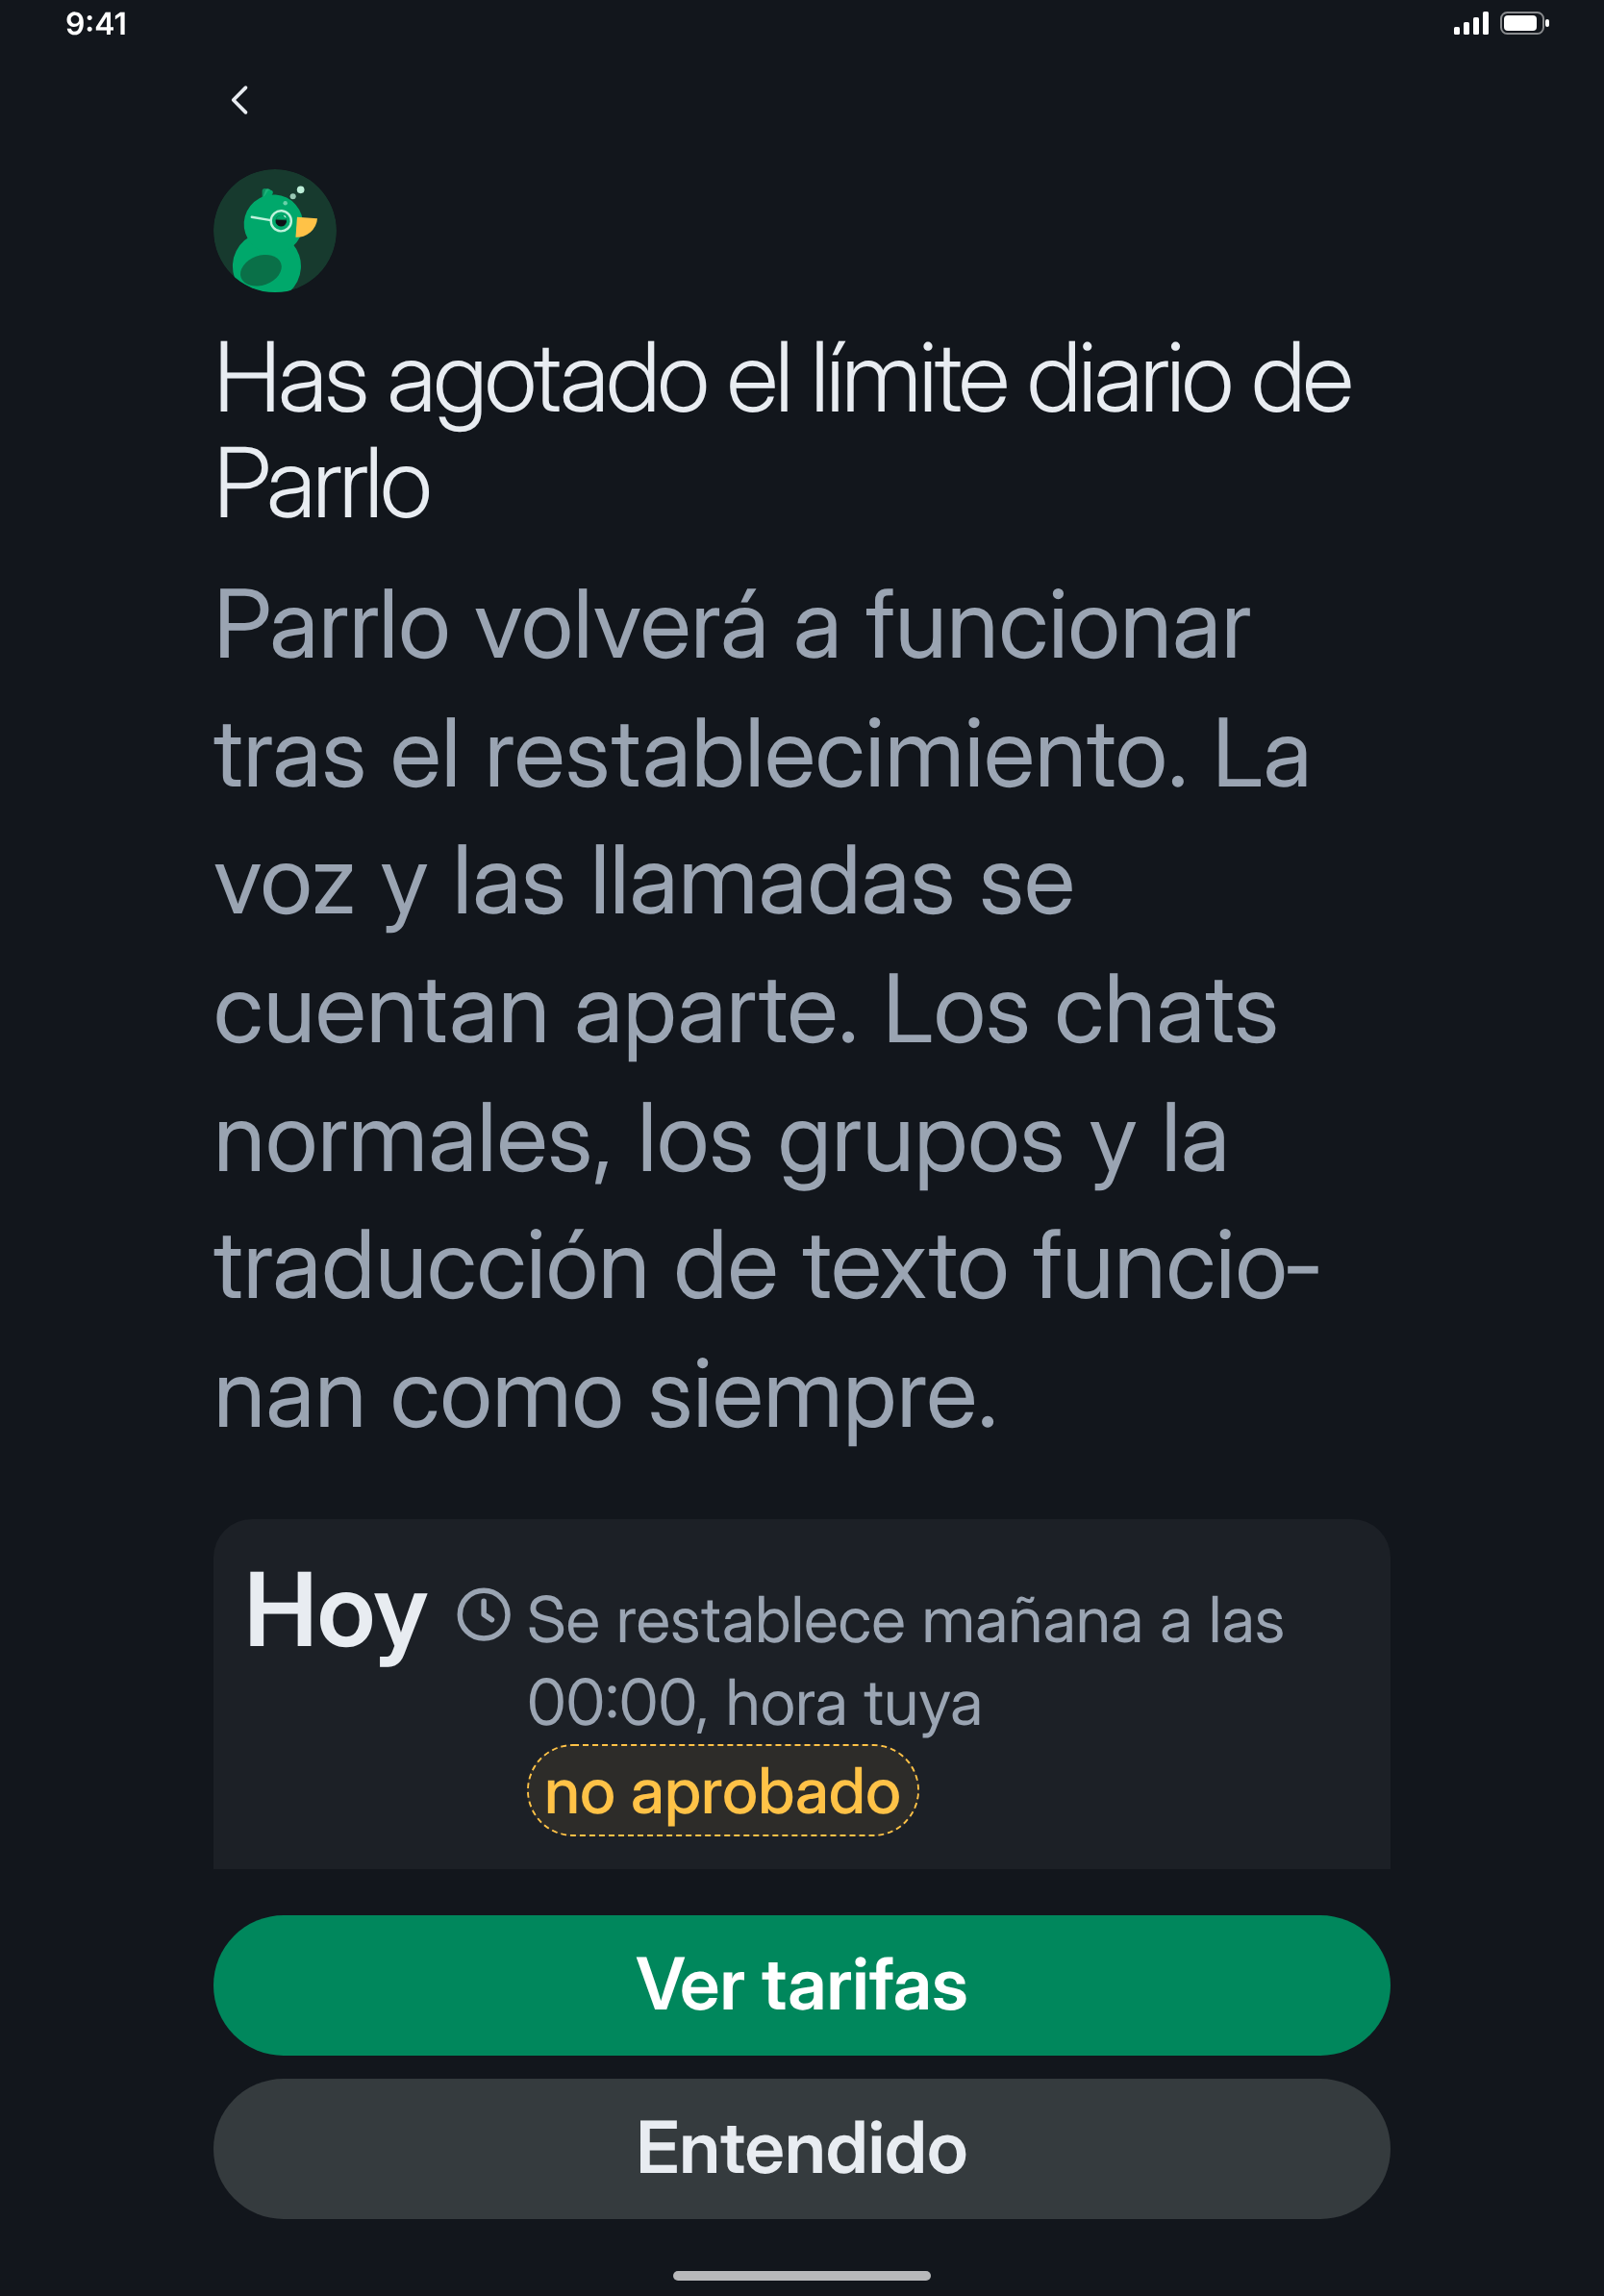 9:41
Has agotado el límite diario de
Parrlo
Parrlo volverá a funcionar
tras el restablecimiento. La
voz y las llamadas se
cuentan aparte. Los chats
normales, los grupos y la
traducción de texto funcio-
nan como siempre.
Hoy
Se restablece mañana a las
00:00, hora tuya
no aprobado
Ver tarifas
Entendido